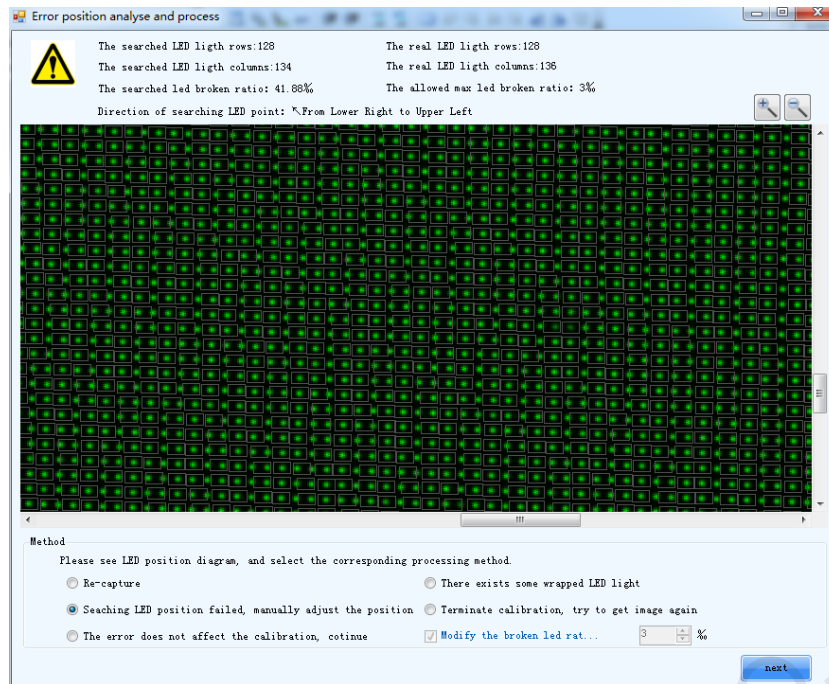 Error position analyse and process
The searched LED ligth rows:128
The real LED ligth rows:128
The searched LED ligth columns:134
The real LED ligth columns:136
The searched led broken ratio: 41.88‰
The allowed max led broken ratio: 3‰
Direction of searching LED point: ↖From Lower Right to Upper Left
Method
Please see LED position diagram, and select the corresponding processing method.
Re-capture
There exists some wrapped LED light
Seaching LED position failed, manually adjust the position
Terminate calibration, try to get image again
The error does not affect the calibration, cotinue
Modify the broken led rat...
3
‰
next